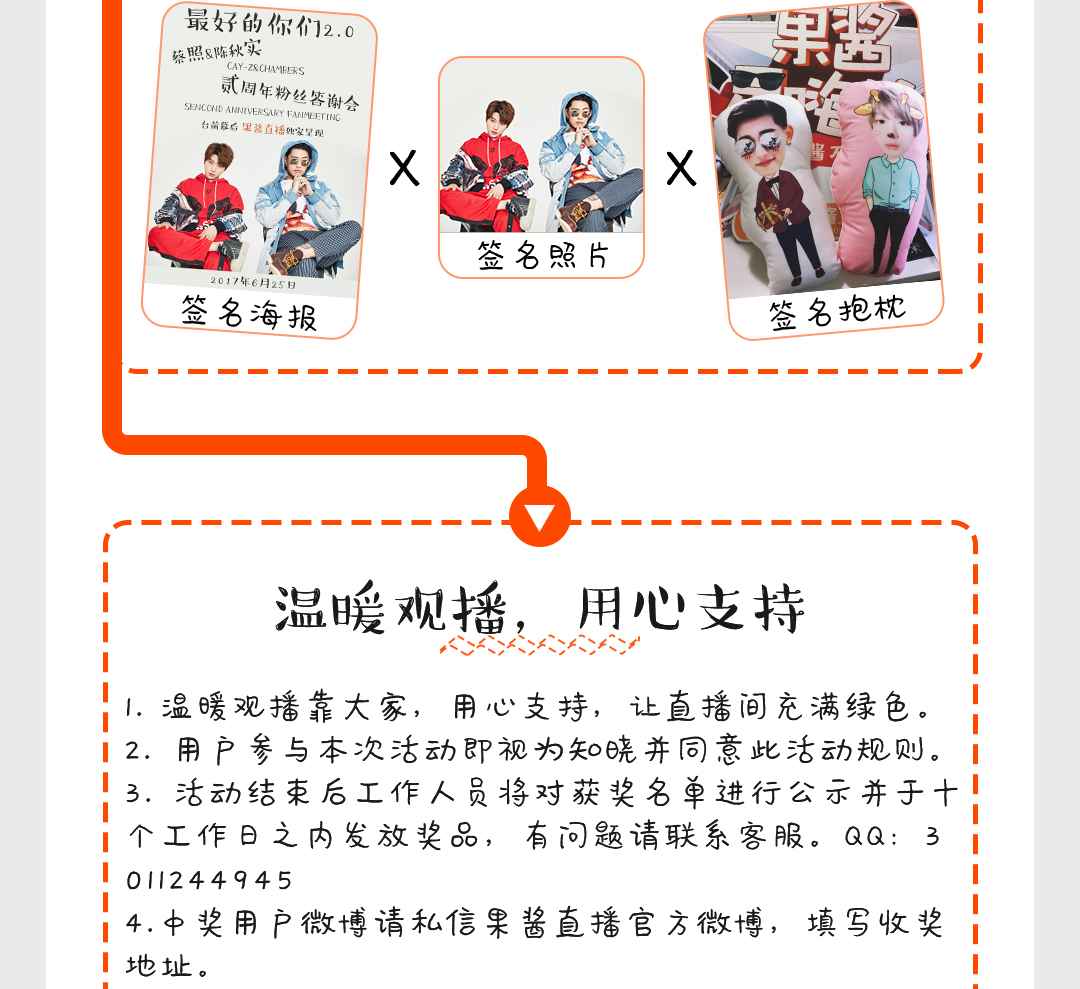 最好的你们2.0
蔡照&陈秋实
CAY-Z&CHAMBERS
贰周年粉丝答谢会
SENCOND ANNIVERSARY FANMEETING
台前幕后 果酱直播独家呈现
2017年6月25日
签名海报
X
签名照片
X
果酱
嗨
酱
签名抱枕
温暖观播，用心支持
1. 温暖观播靠大家，用心支持，让直播间充满绿色。
2. 用户参与本次活动即视为知晓并同意此活动规则。
3. 活动结束后工作人员将对获奖名单进行公示并于十
个工作日之内发放奖品，有问题请联系客服。QQ：3
011244945
4.中奖用户微博请私信果酱直播官方微博，填写收奖
地址。